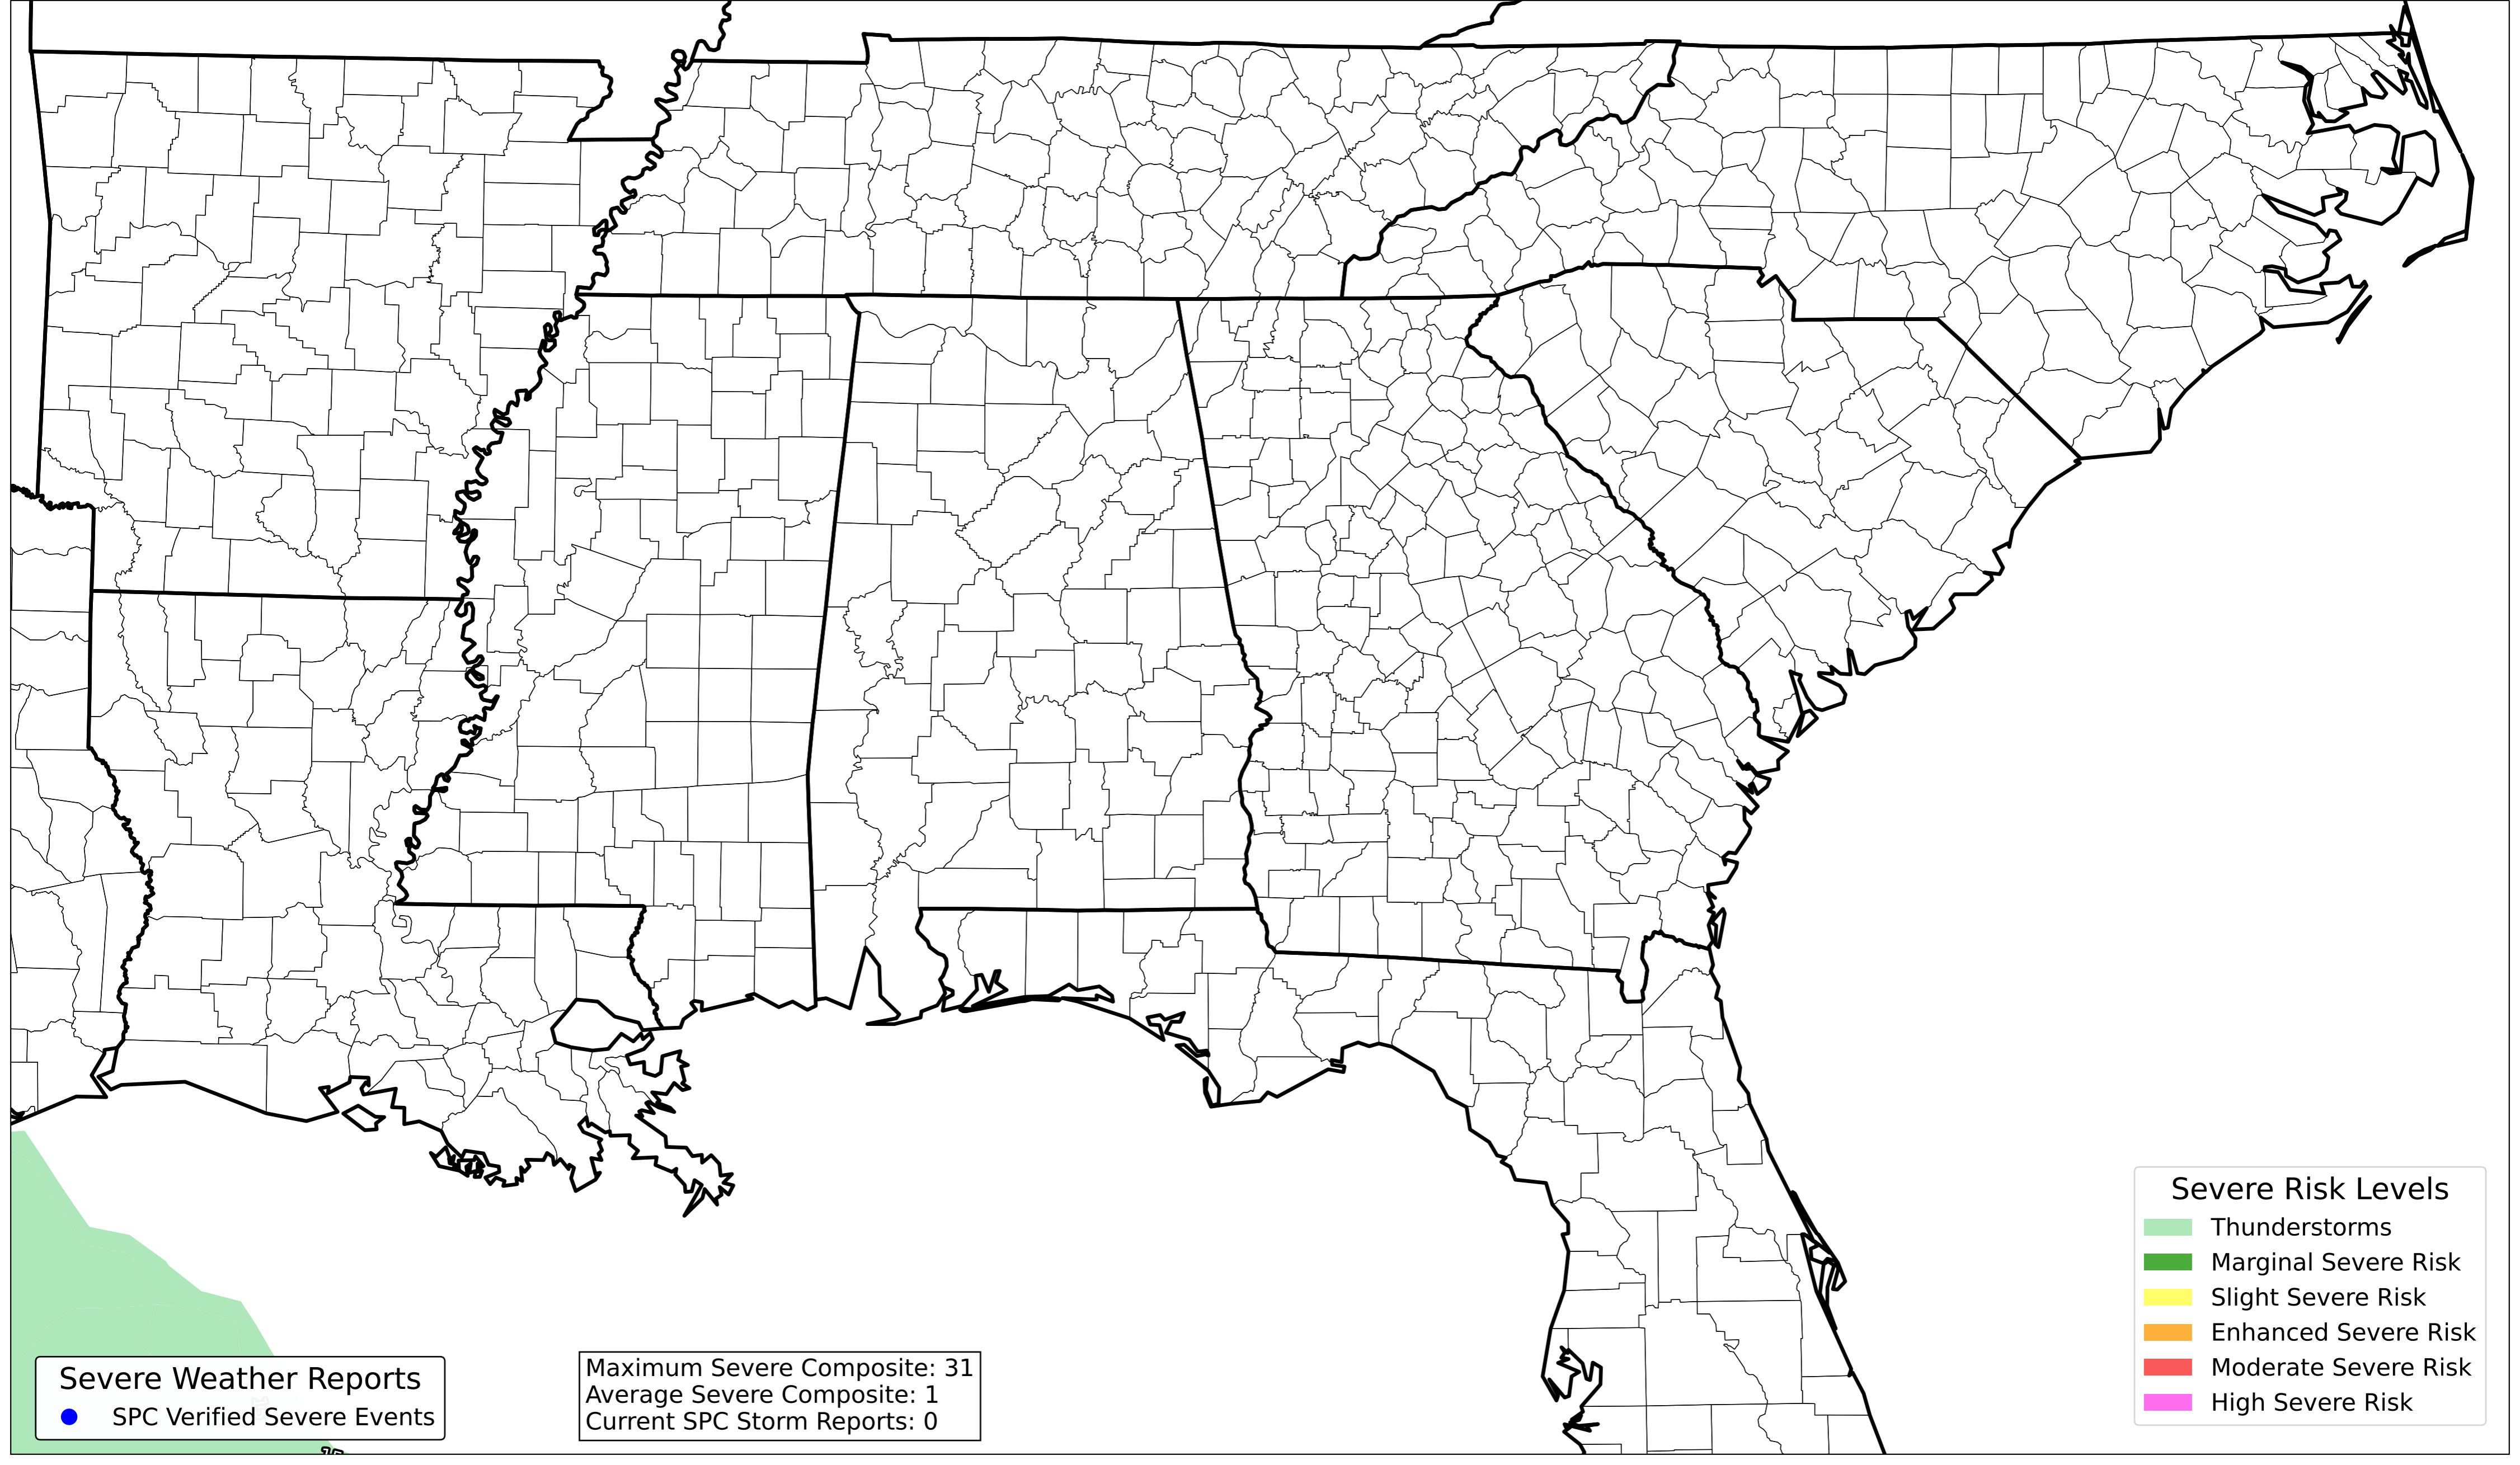 Severe Risk Levels
Thunderstorms
Marginal Severe Risk
Slight Severe Risk
Enhanced Severe Risk
Moderate Severe Risk
High Severe Risk
Severe Weather Reports
SPC Verified Severe Events
Maximum Severe Composite: 31
Average Severe Composite: 1
Current SPC Storm Reports: 0